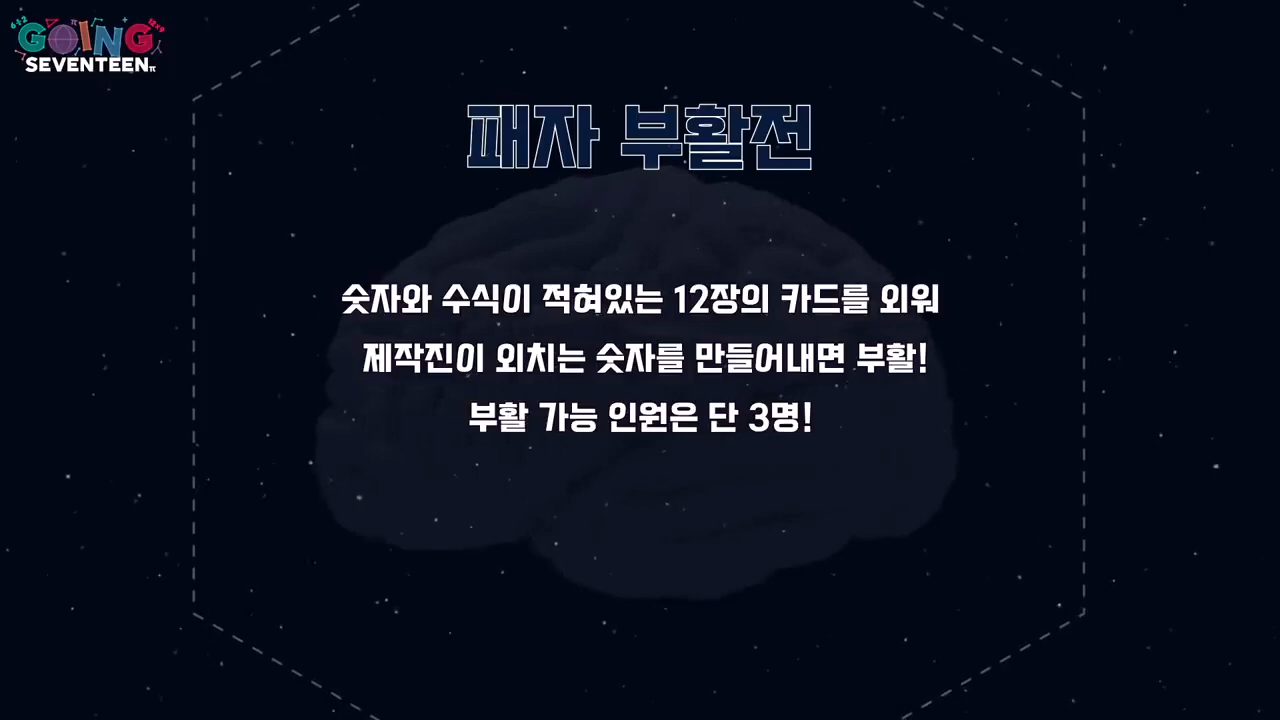 GOING
SEVENTEEN
패자 부활전
숫자와 수식이 적혀있는 12장의 카드를 외워
제작진이 외치는 숫자를 만들어내면 부활!
부활 가능 인원은 단 3명!